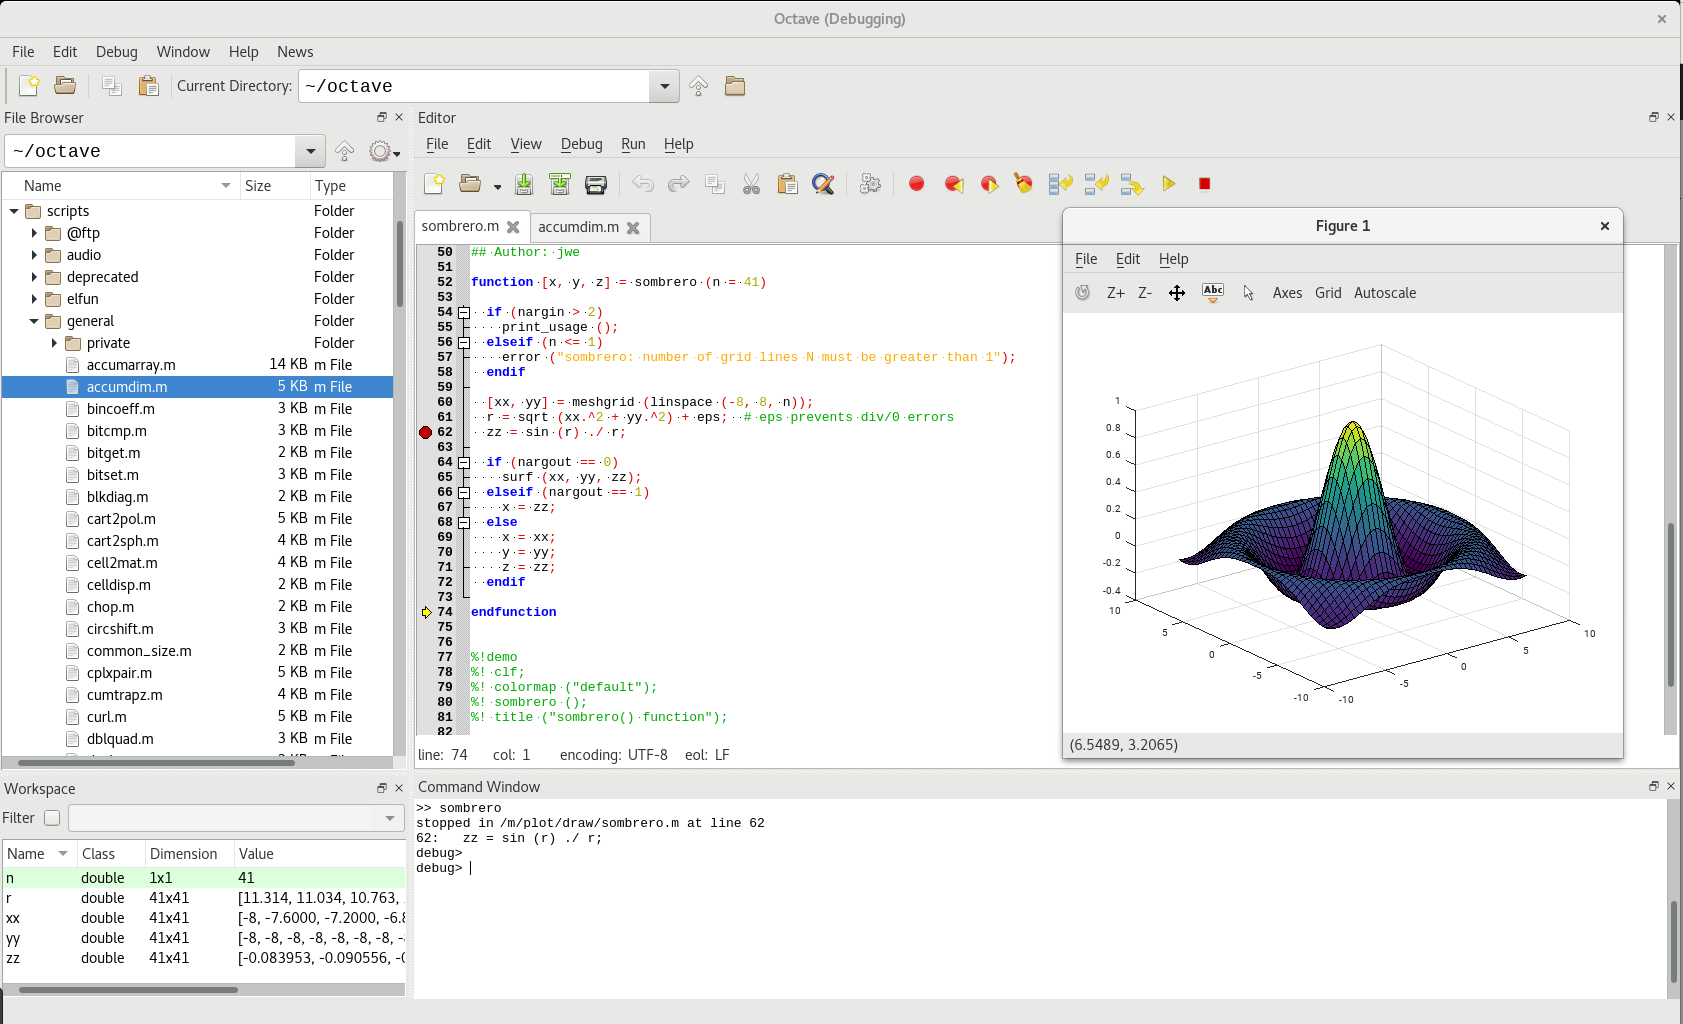 Octave (Debugging)
File Edit Debug Window Help News
Current Directory: ~/octave
File Browser
~/octave
Name Size Type
scripts Folder
@ftp Folder
audio Folder
deprecated Folder
elfun Folder
general Folder
private Folder
accumarray.m 14 KB m File
accumdim.m 5 KB m File
bincoeff.m 3 KB m File
bitcmp.m 3 KB m File
bitget.m 2 KB m File
bitset.m 3 KB m File
blkdiag.m 2 KB m File
cart2pol.m 5 KB m File
cart2sph.m 4 KB m File
cell2mat.m 4 KB m File
celldisp.m 2 KB m File
chop.m 2 KB m File
circshift.m 3 KB m File
common_size.m 2 KB m File
cplxpair.m 5 KB m File
cumtrapz.m 4 KB m File
curl.m 5 KB m File
dblquad.m 3 KB m File
Workspace
Filter
Name Class Dimension Value
n double 1x1 41
r double 41x41 [11.314, 11.034, 10.763,
xx double 41x41 [-8, -7.6000, -7.2000, -6.8
yy double 41x41 [-8, -8, -8, -8, -8, -8, -8, -
zz double 41x41 [-0.083953, -0.090556, -0
Editor
File Edit View Debug Run Help
sombrero.m accumdim.m
50 ## Author: jwe
51
52 function [x, y, z] = sombrero (n = 41)
53
54 if (nargin > 2)
55 print_usage ();
56 elseif (n <= 1)
57 error ("sombrero: number of grid lines N must be greater than 1");
58 endif
59
60 [xx, yy] = meshgrid (linspace (-8, 8, n));
61 r = sqrt (xx.^2 + yy.^2) + eps; # eps prevents div/0 errors
62 zz = sin (r) ./ r;
63
64 if (nargout == 0)
65 surf (xx, yy, zz);
66 elseif (nargout == 1)
67 x = zz;
68 else
69 x = xx;
70 y = yy;
71 z = zz;
72 endif
73
74 endfunction
75
76
77 %!demo
78 %! clf;
79 %! colormap ("default");
80 %! sombrero ();
81 %! title ("sombrero() function");
82
line: 74 col: 1 encoding: UTF-8 eol: LF
Figure 1
File Edit Help
Z+ Z- Abc Axes Grid Autoscale
1
0.8
0.6
0.4
0.2
0
-0.2
-0.4
10
5
0
-5
-10
-10
-5
0
5
10
(6.5489, 3.2065)
Command Window
>> sombrero
stopped in /m/plot/draw/sombrero.m at line 62
62: zz = sin (r) ./ r;
debug>
debug>